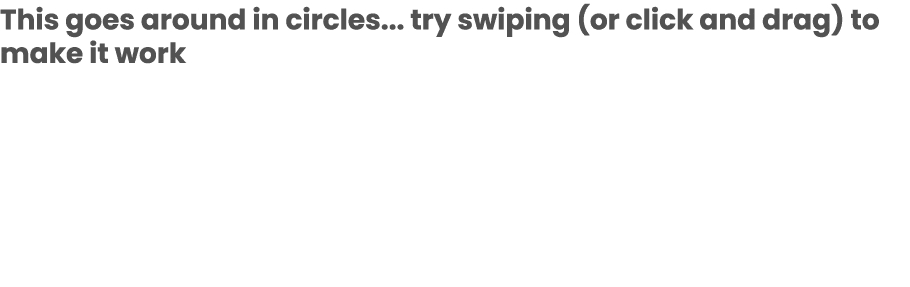 This goes around in circles... try swiping (or click and drag) to
make it work